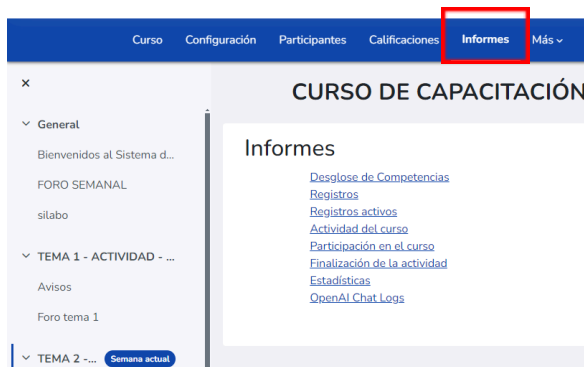 Curso Configuración Participantes Calificaciones Informes Más
CURSO DE CAPACITACIÓN
General
Bienvenidos al Sistema d...
FORO SEMANAL
silabo
TEMA 1 - ACTIVIDAD - ...
Avisos
Foro tema 1
TEMA 2 -... Semana actual
Informes
Desglose de Competencias
Registros
Registros activos
Actividad del curso
Participación en el curso
Finalización de la actividad
Estadísticas
OpenAI Chat Logs